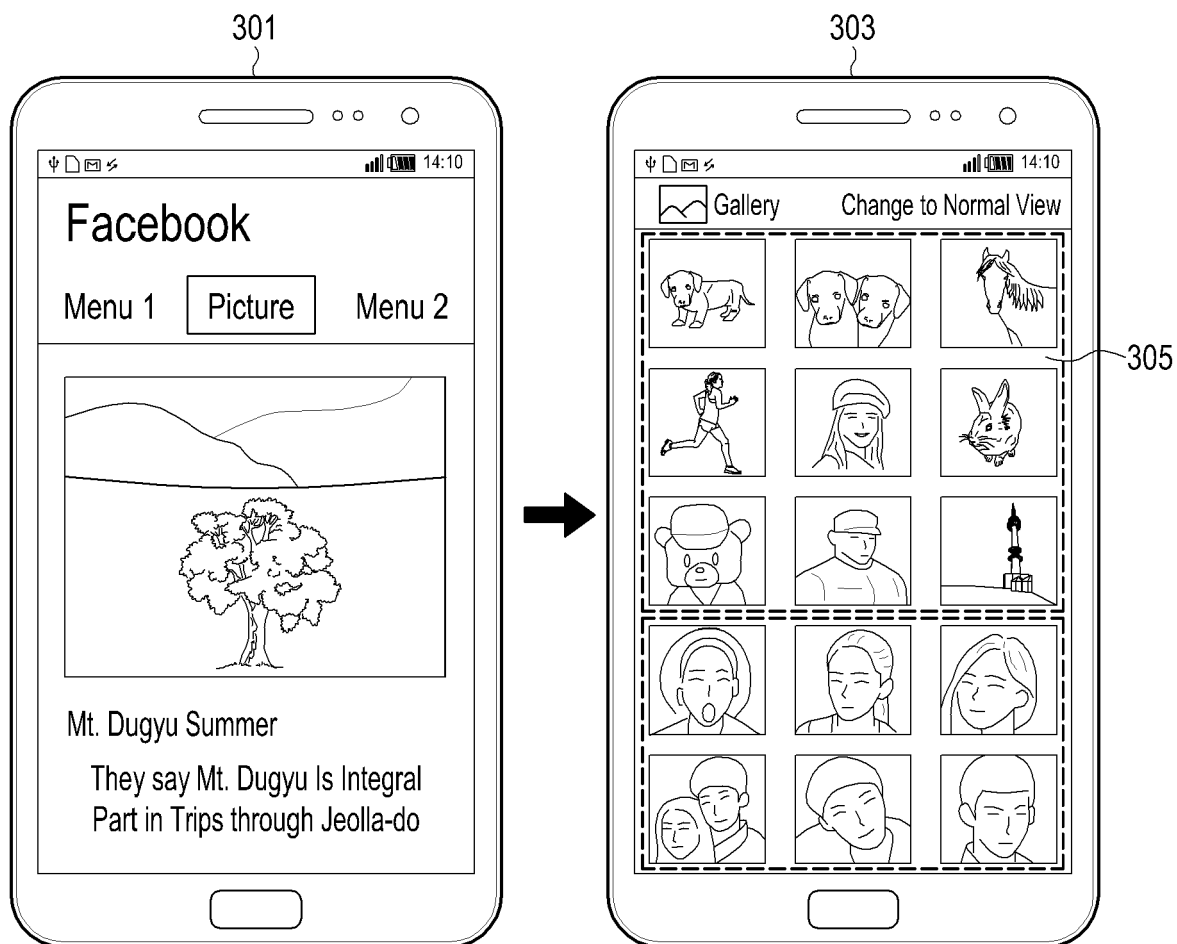 301
14:10
Facebook
Menu 1 Picture Menu 2
Mt. Dugyu Summer
They say Mt. Dugyu Is Integral
Part in Trips through Jeolla-do
303
14:10
Gallery Change to Normal View
305